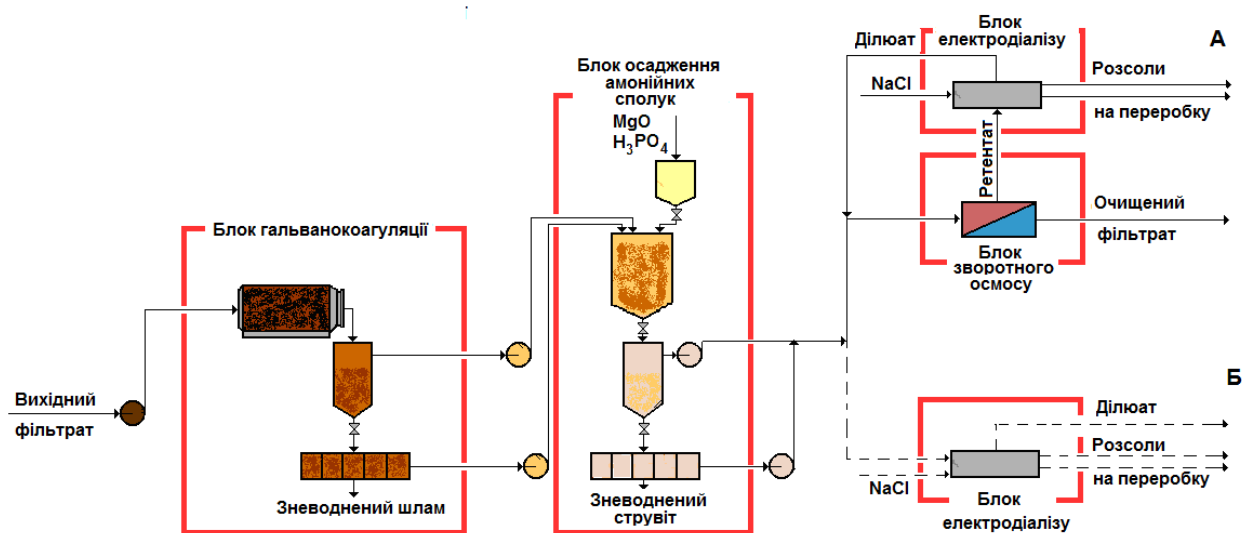 Вихідний
фільтрат
Блок гальванокоагуляції
Зневоднений шлам
Блок осадження
амонійних
сполук
MgO
H3PO4
Зневоднений
струвіт
А
Блок
електродіалізу
Ділюат
NaCl
Розсоли
на переробку
Ретентат
Очищений
фільтрат
Блок
зворотного
осмосу
Б
Ділюат
Розсоли
на переробку
NaCl
Блок
електродіалізу